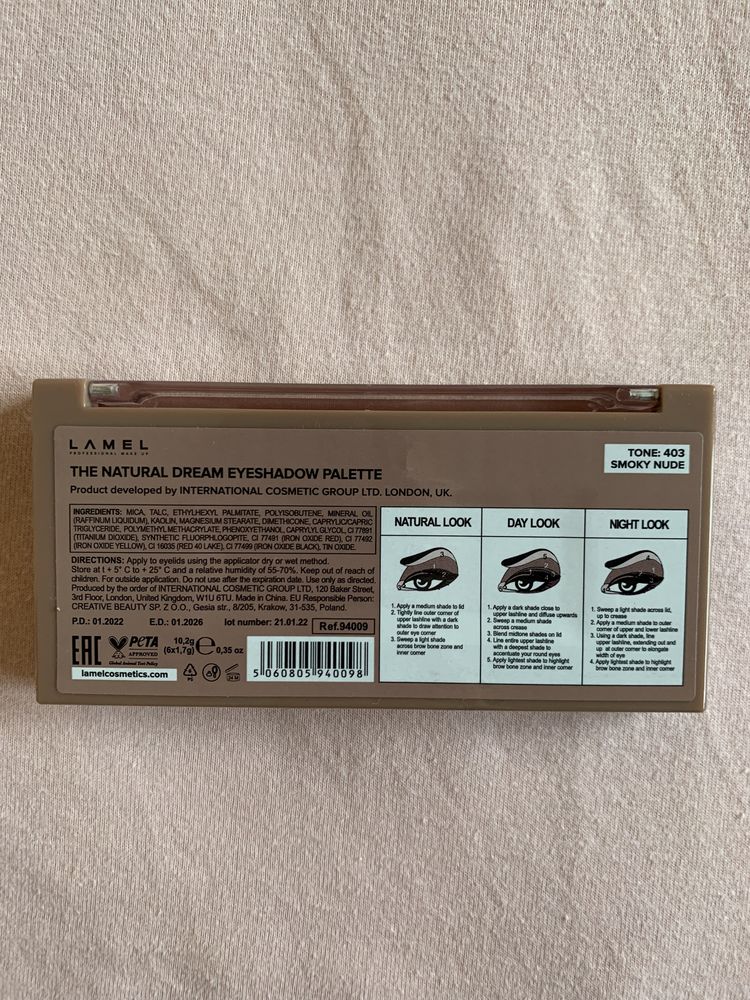 LAMEL
PROFESSIONAL MAKE UP
THE NATURAL DREAM EYESHADOW PALETTE
Product developed by INTERNATIONAL COSMETIC GROUP LTD. LONDON, UK.
TONE: 403
SMOKY NUDE
INGREDIENTS: MICA, TALC, ETHYLHEXYL PALMITATE, POLYISOBUTENE, MINERAL OIL
(RAFFINUM LIQUIDUM), KAOLIN, MAGNESIUM STEARATE, DIMETHICONE, CAPRYLIC/CAPRIC
TRIGLYCERIDE, POLYMETHYLMETHACRYLATE, PHENOXYETHANOL, CAPRYLYL GLYCOL, CI 77891
(TITANIUM DIOXIDE), SYNTHETIC FLUORPHLOGOPITE, CI 77491 (IRON OXIDE RED), CI 77492
(IRON OXIDE YELLOW), CI 16035 (RED 40 LAKE), CI 77499 (IRON OXIDE BLACK), TIN OXIDE.
DIRECTIONS: Apply to eyelids using the applicator dry or wet method.
Store at t + 5° C to + 25° C and a relative humidity of 55-70%. Keep out of reach of
children. For outside application. Do not use after the expiration date. Use only as directed.
Produced by the order of INTERNATIONAL COSMETIC GROUP LTD, 120 Baker Street,
3rd Floor, London, United Kingdom, W1U 6TU. Made in China. EU Responsible Person:
CREATIVE BEAUTY SP. Z O.O., Gesia str., 8/205, Krakow, 31-535, Poland.
P.D.: 01.2022 E.D.: 01.2026 lot number: 21.01.22 Ref.94009
EAC
PETA
APPROVED
Global Animal Test Policy
10,2g
(6x1,7g) e 0,35 oz
lamelcosmetics.com
PS
24 M
5 060805 940098
NATURAL LOOK
3
1. Apply a medium shade to lid
2. Tightly line outer corner of
upper lashline with a dark
shade to draw attention to
outer eye corner
3. Sweep a light shade
across brow bone zone and
inner corner
DAY LOOK
1. Apply a dark shade close to
upper lashline and diffuse upwards
2. Sweep a medium shade
across crease
3. Blend midtone shades on lid
4. Line entire upper lashline
with a deepest shade to
accentuate your round eyes
5. Apply lightest shade to highlight
brow bone and inner corner
NIGHT LOOK
1. Sweep a light shade across lid,
up to crease
2. Apply a medium shade to outer
corner of upper and lower lashline
3. Using a dark shade, line
upper lashline, extending out and
up at outer corner to elongate
width of eye
4. Apply lightest shade to highlight
brow bone zone and inner corner